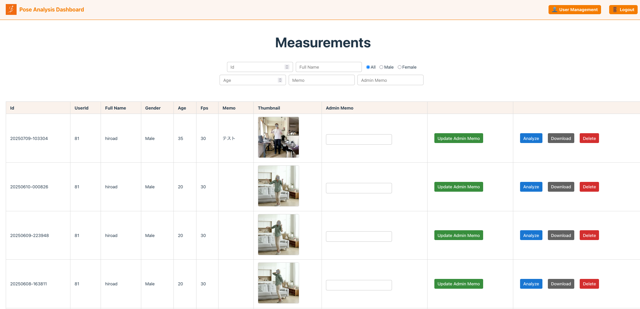 Pose Analysis Dashboard
User Management
Logout
Measurements
Id
Full Name
All Male Female
Age
Memo
Admin Memo
Id UserId Full Name Gender Age Fps Memo Thumbnail Admin Memo
20250709-103304 81 hiroad Male 35 30 テスト Update Admin Memo Analyze Download Delete
20250610-000828 81 hiroad Male 20 30 Update Admin Memo Analyze Download Delete
20250609-223948 81 hiroad Male 20 30 Update Admin Memo Analyze Download Delete
20250608-163811 81 hiroad Male 20 30 Update Admin Memo Analyze Download Delete